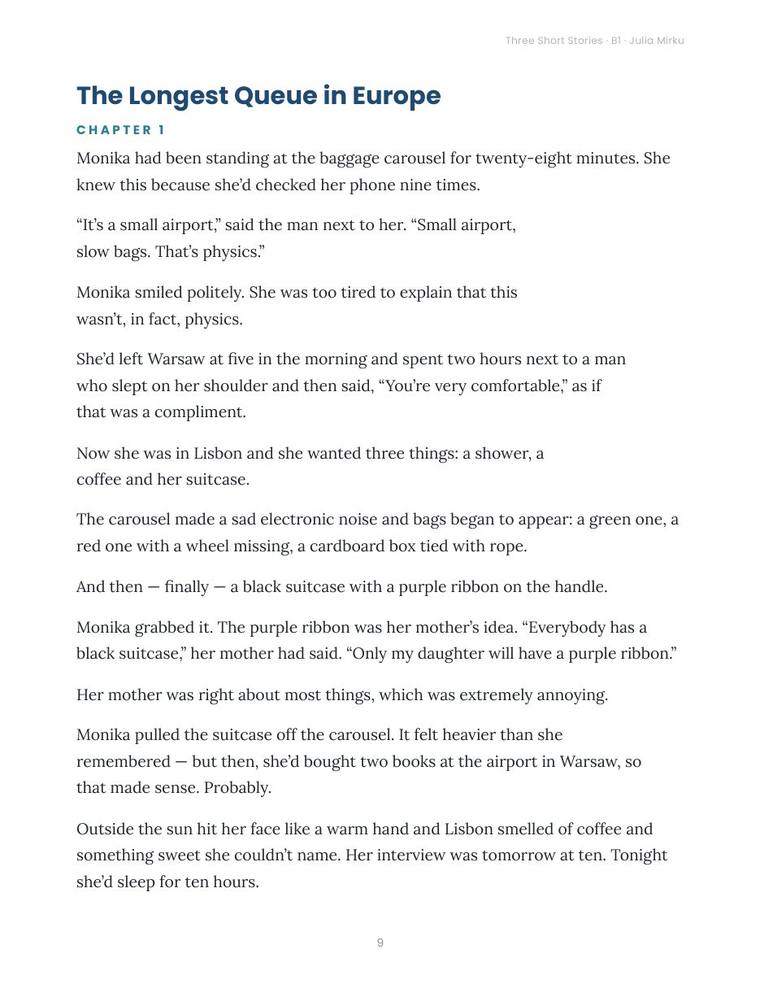 Three Short Stories · B1 · Julia Mirku
The Longest Queue in Europe
CHAPTER 1
Monika had been standing at the baggage carousel for twenty-eight minutes. She
knew this because she’d checked her phone nine times.
“It’s a small airport,” said the man next to her. “Small airport,
slow bags. That’s physics.”
Monika smiled politely. She was too tired to explain that this
wasn’t, in fact, physics.
She’d left Warsaw at five in the morning and spent two hours next to a man
who slept on her shoulder and then said, “You’re very comfortable,” as if
that was a compliment.
Now she was in Lisbon and she wanted three things: a shower, a
coffee and her suitcase.
The carousel made a sad electronic noise and bags began to appear: a green one, a
red one with a wheel missing, a cardboard box tied with rope.
And then — finally — a black suitcase with a purple ribbon on the handle.
Monika grabbed it. The purple ribbon was her mother’s idea. “Everybody has a
black suitcase,” her mother had said. “Only my daughter will have a purple ribbon.”
Her mother was right about most things, which was extremely annoying.
Monika pulled the suitcase off the carousel. It felt heavier than she
remembered — but then, she’d bought two books at the airport in Warsaw, so
that made sense. Probably.
Outside the sun hit her face like a warm hand and Lisbon smelled of coffee and
something sweet she couldn’t name. Her interview was tomorrow at ten. Tonight
she’d sleep for ten hours.
9